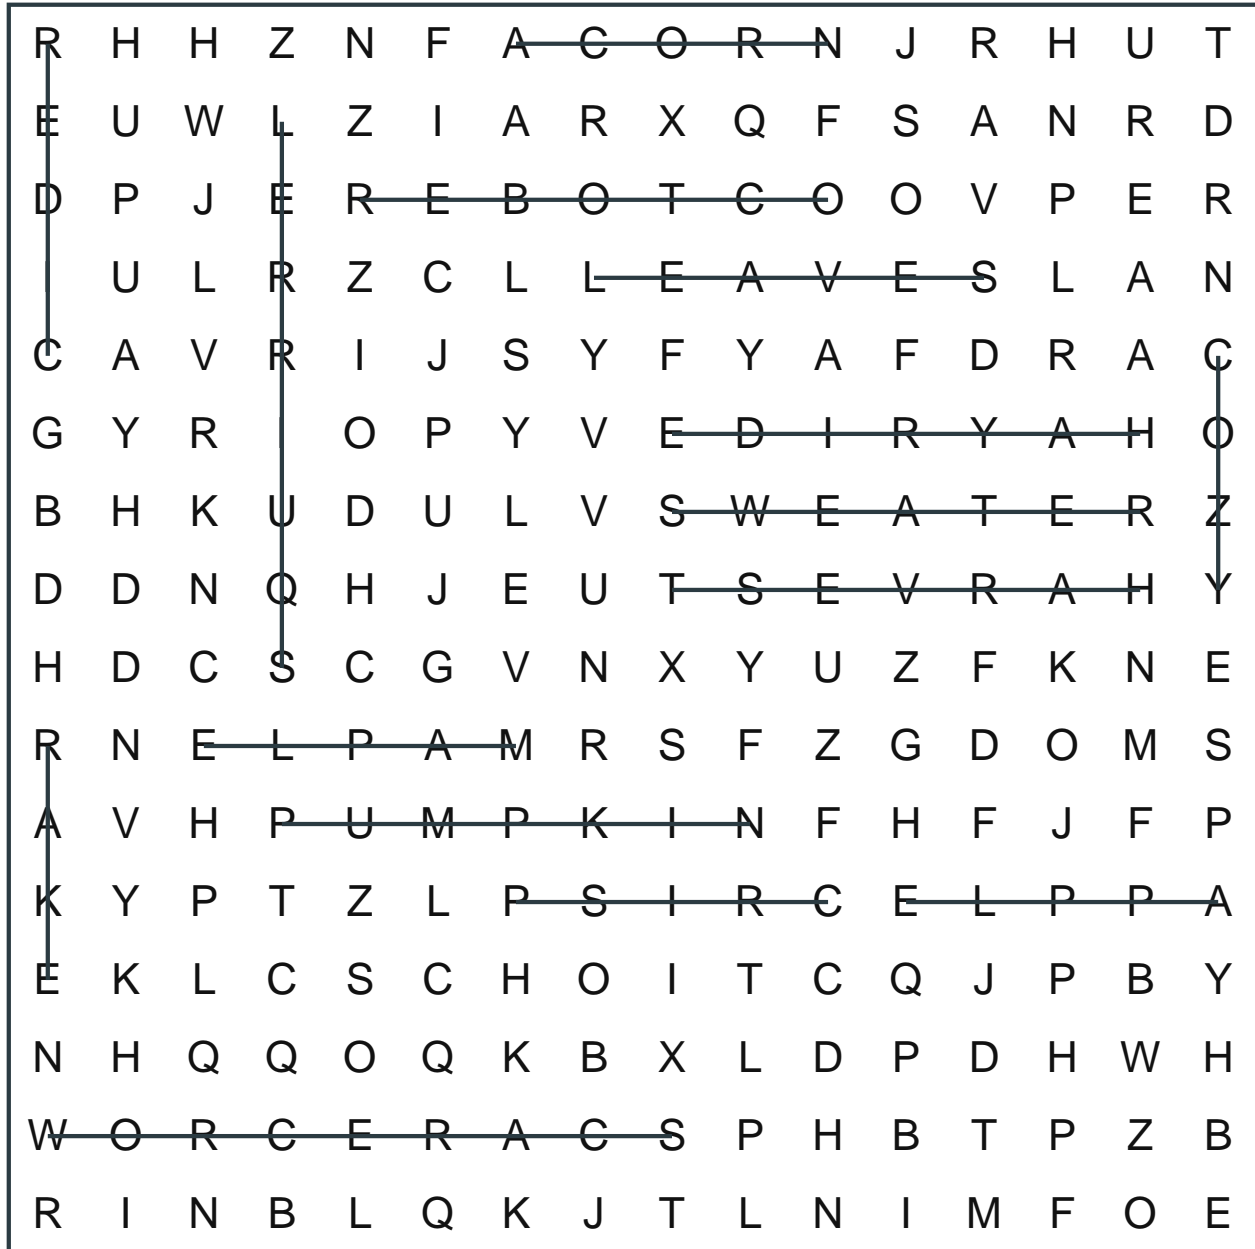 R H H Z N F A C O R N J R H U T
E U W L Z I A R X Q F S A N R D
D P J E R E B O T C O O V P E R
I U L R Z C L L E A V E S L A N
C A V R I J S Y F Y A F D R A C
G Y R I O P Y V E D I R Y A H O
B H K U D U L V S W E A T E R Z
D D N Q H J E U T S E V R A H Y
H D C S C G V N X Y U Z F K N E
R N E L P A M R S F Z G D O M S
A V H P U M P K I N F H F J F P
K Y P T Z L P S I R C E L P P A
E K L C S C H O I T C Q J P B Y
N H Q Q O Q K B X L D P D H W H
W O R C E R A C S P H B T P Z B
R I N B L Q K J T L N I M F O E